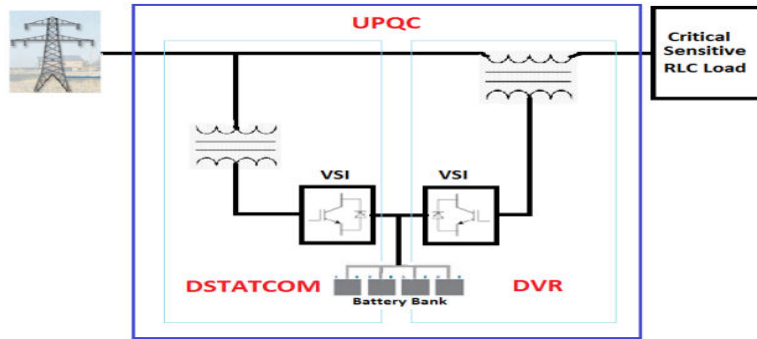 UPQC
Critical
Sensitive
RLC Load
VSI
VSI
DSTATCOM
DVR
Battery Bank